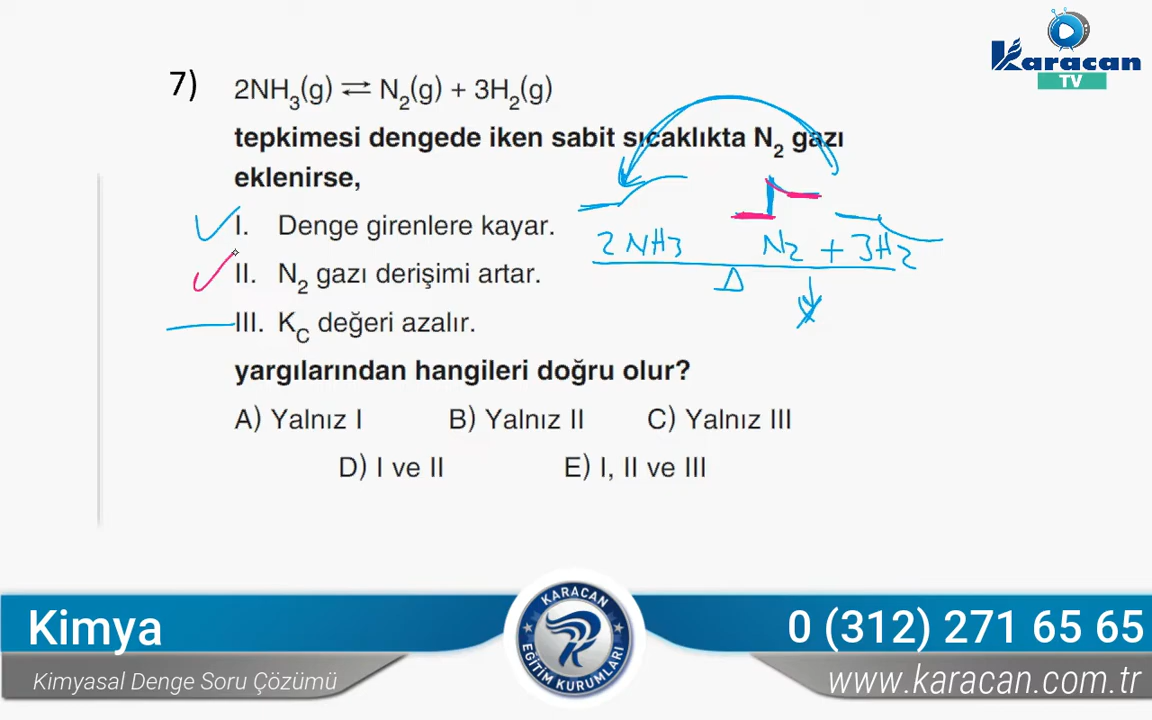 Karacan
TV
7) 2NH₃(g) ⇌ N₂(g) + 3H₂(g)
tepkimesi dengede iken sabit sıcaklıkta N₂ gazı
eklenirse,
I. Denge girenlere kayar.
II. N₂ gazı derişimi artar.
III. K_C değeri azalır.
2NH3 N2 + 3H2
Δ
yargılarından hangileri doğru olur?
A) Yalnız I B) Yalnız II C) Yalnız III
D) I ve II E) I, II ve III
KARACAN
EĞİTİM KURUMLARI
Kimya
Kimyasal Denge Soru Çözümü
0 (312) 271 65 65
www.karacan.com.tr